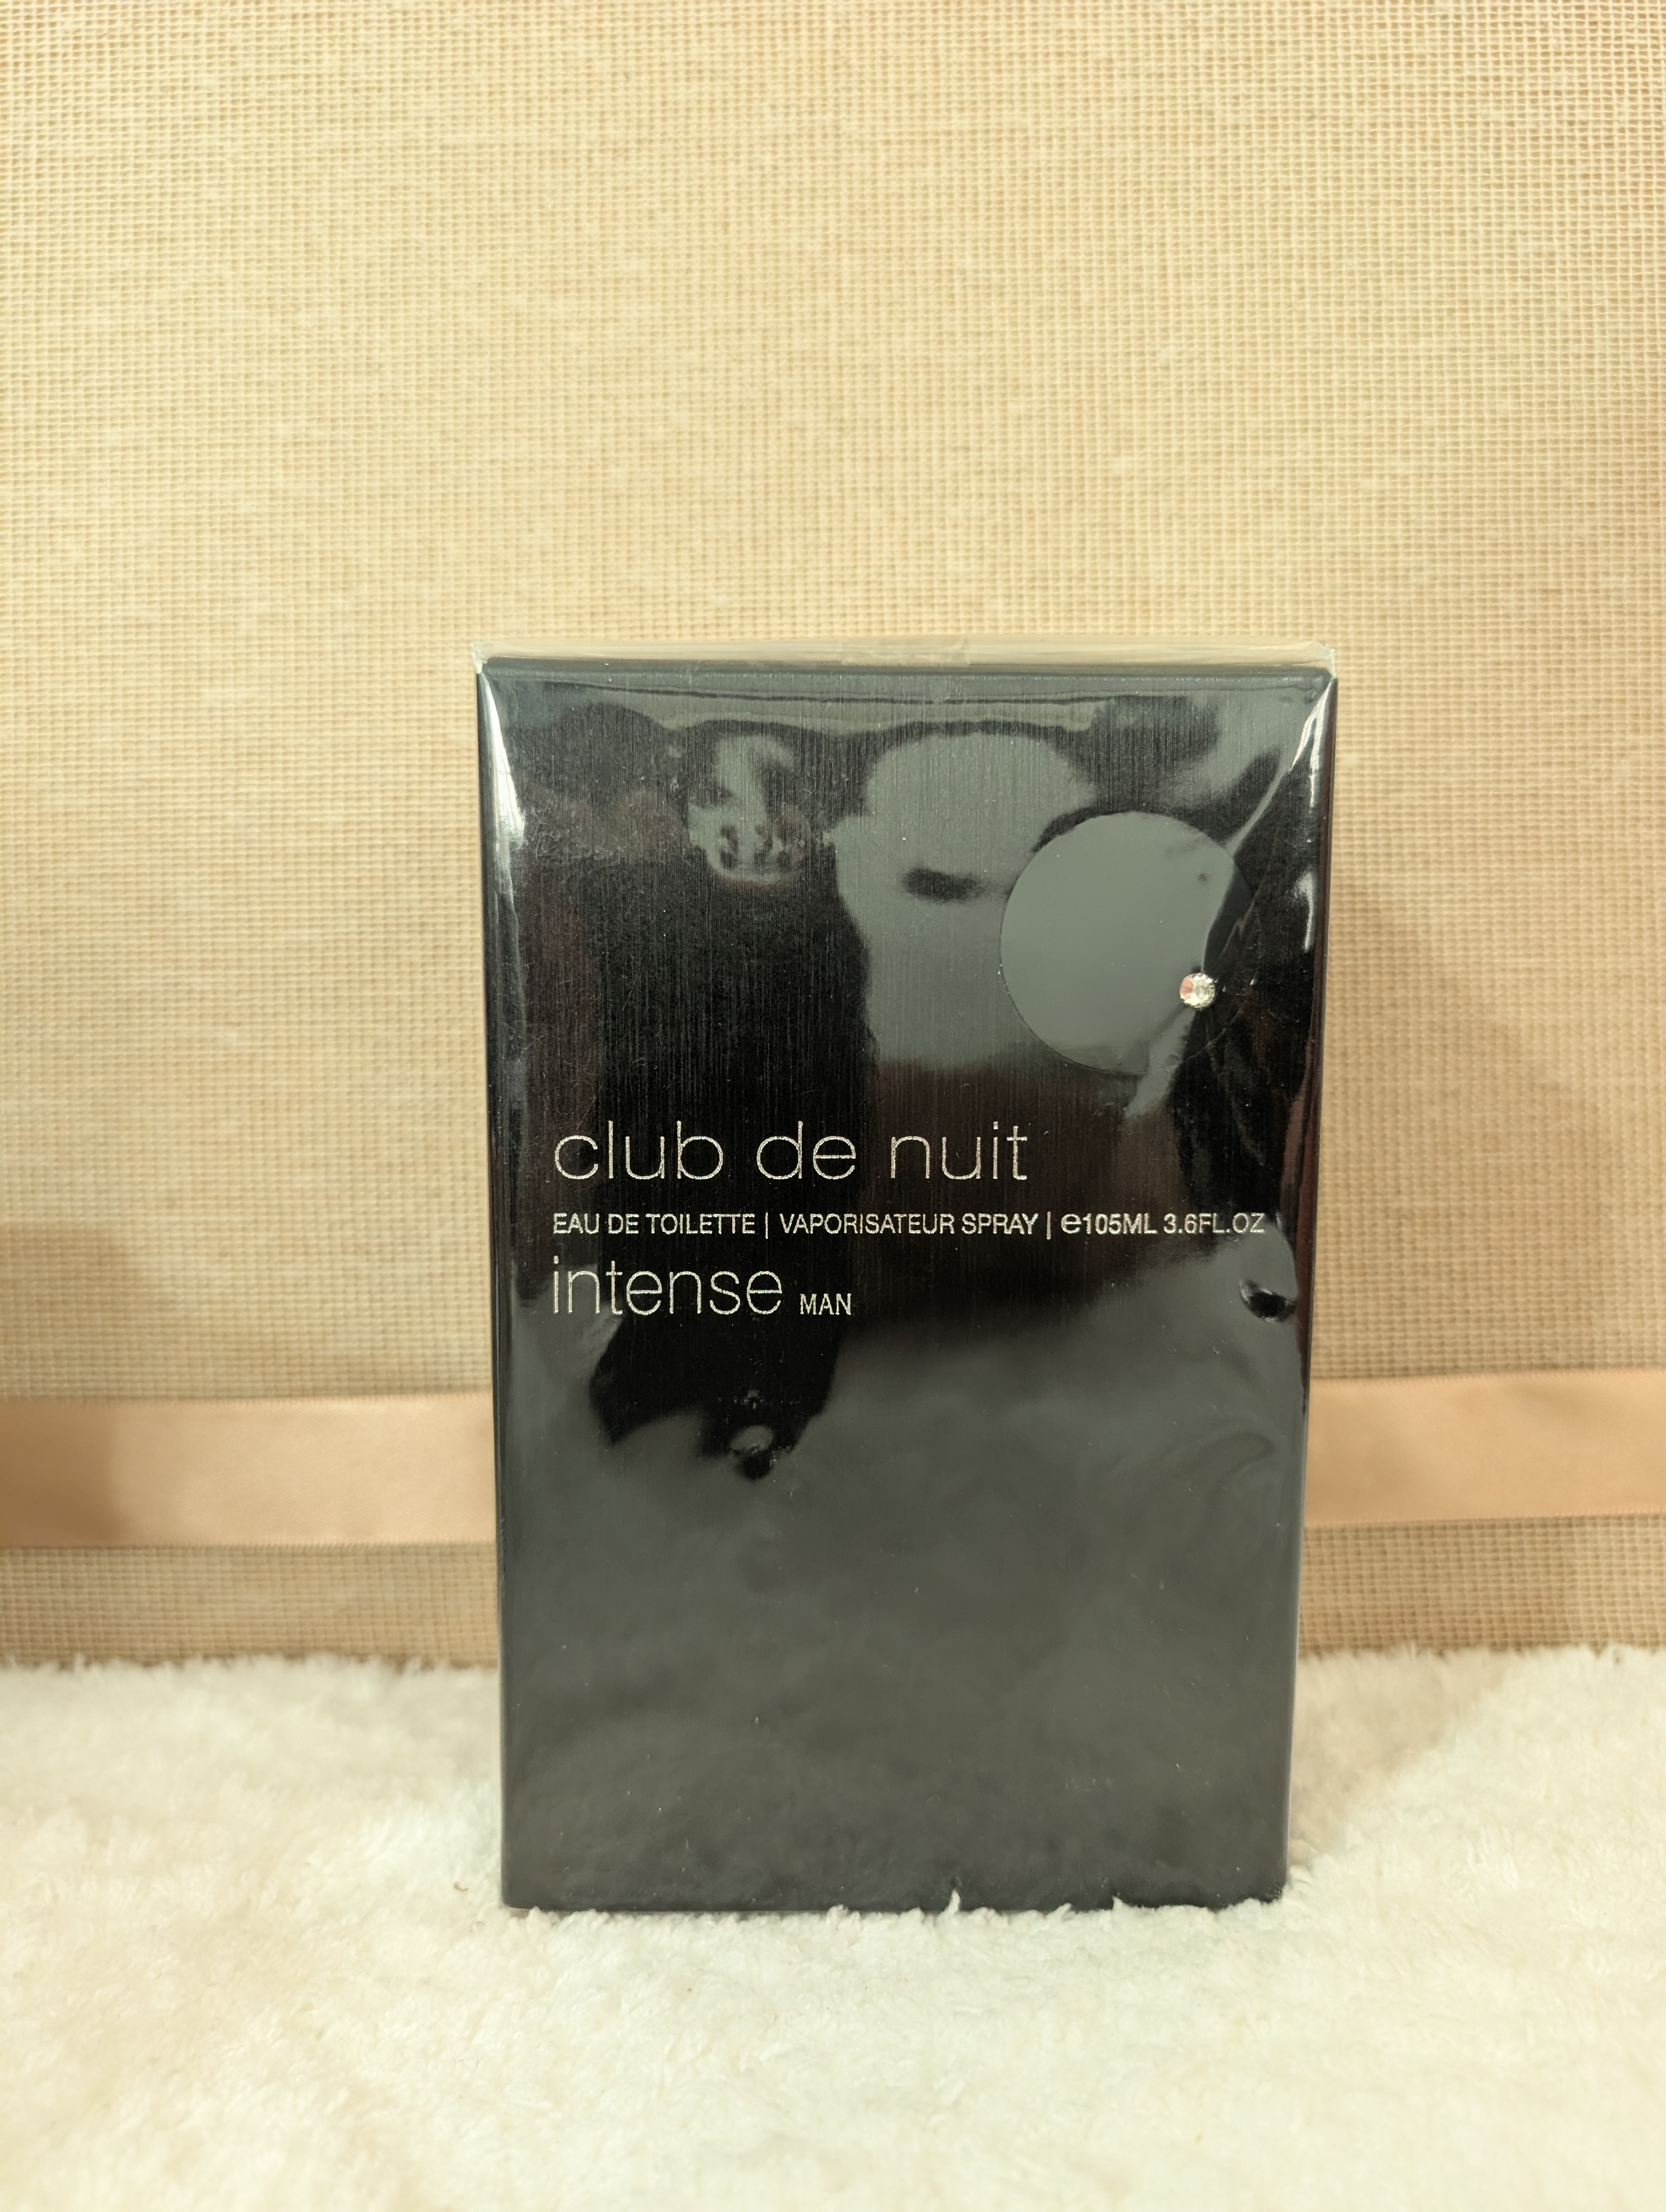 club de nuit
EAU DE TOILETTE | VAPORISATEUR SPRAY | ℮105ML 3.6FL.OZ
intense MAN